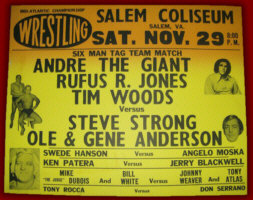 MID-ATLANTIC CHAMPIONSHIP
WRESTLING
SALEM COLISEUM
SALEM, VA.
SAT. NOV. 29 8:00 P.M.
SIX MAN TAG TEAM MATCH
ANDRE THE GIANT
RUFUS R. JONES
TIM WOODS
Versus
STEVE STRONG
OLE & GENE ANDERSON
SWEDE HANSON Versus ANGELO MOSKA
KEN PATERA Versus JERRY BLACKWELL
MIKE "THE JUDGE" DUBOIS And BILL WHITE Versus JOHNNY WEAVER And TONY ATLAS
TONY ROCCA Versus DON SERRANO